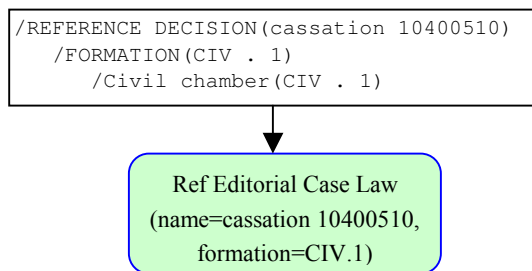 /REFERENCE DECISION(cassation 10400510)
/FORMATION(CIV . 1)
/Civil chamber(CIV . 1)
Ref Editorial Case Law
(name=cassation 10400510,
formation=CIV.1)